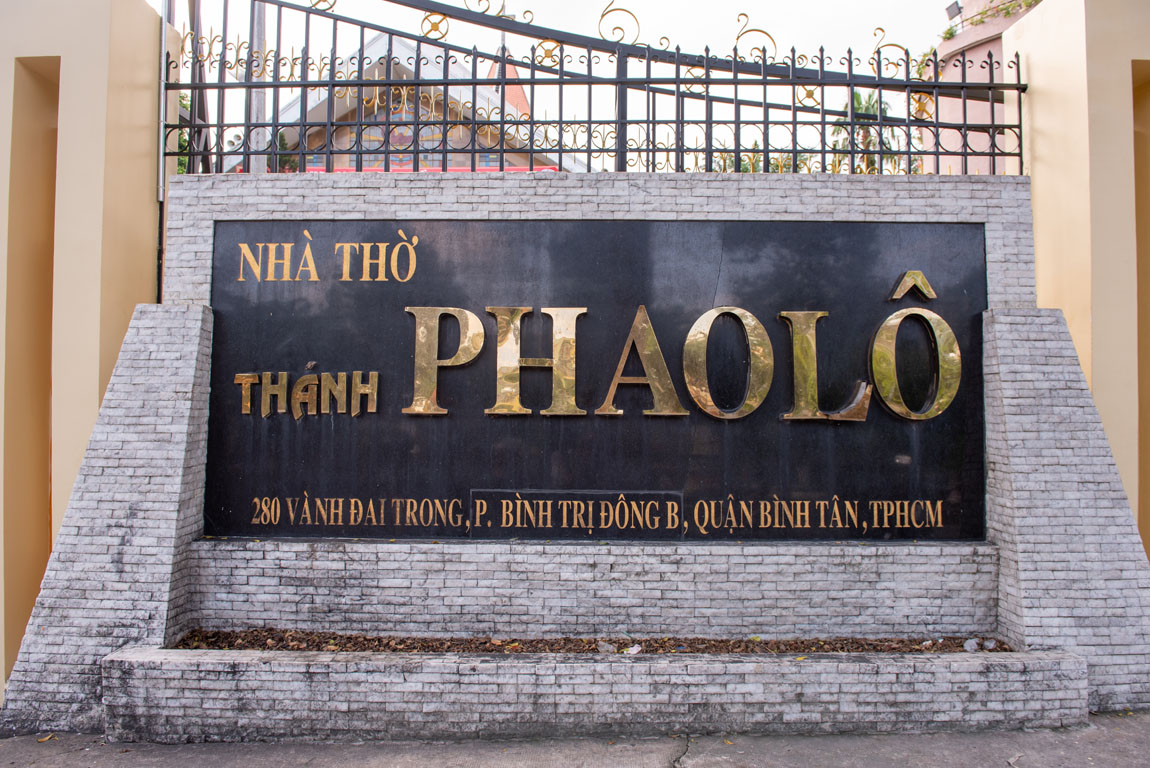 NHÀ THỜ
THÁNH PHAOLÔ
280 VÀNH ĐAI TRONG, P. BÌNH TRỊ ĐÔNG B, QUẬN BÌNH TÂN, TPHCM